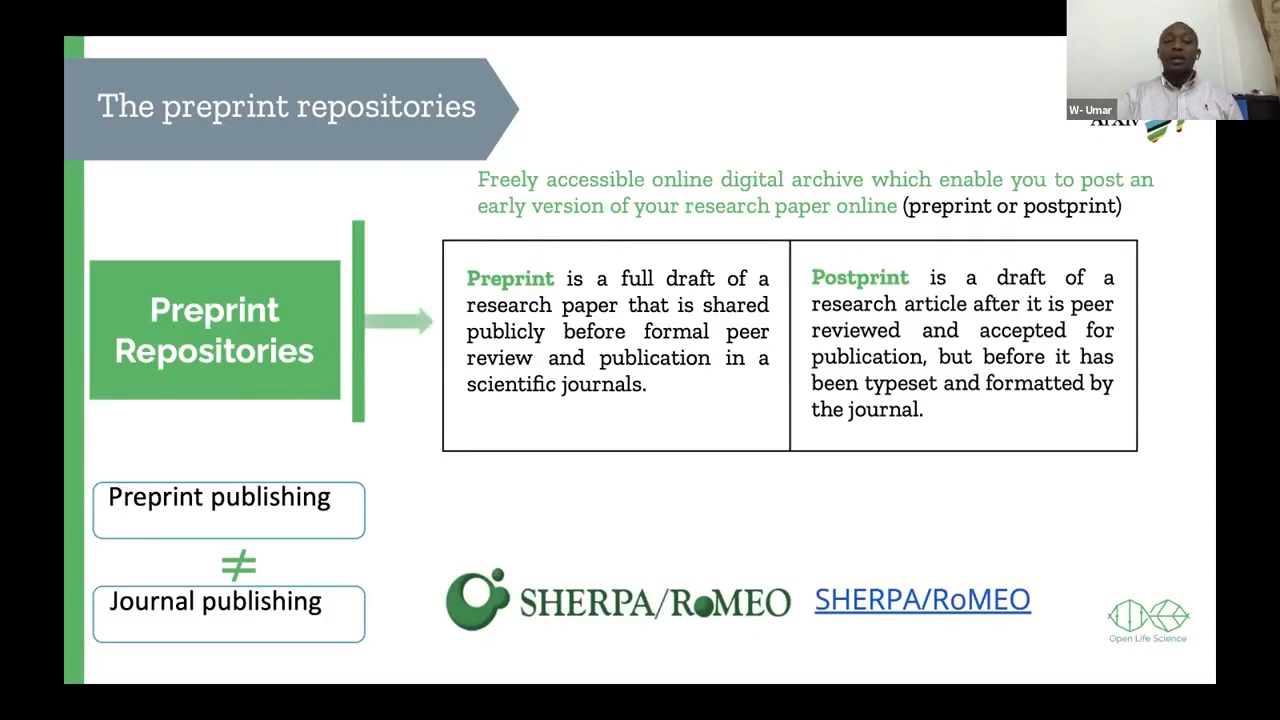 The preprint repositories
W- Umar
Freely accessible online digital archive which enable you to post an
early version of your research paper online (preprint or postprint)
Preprint
Repositories
Preprint is a full draft of a
research paper that is shared
publicly before formal peer
review and publication in a
scientific journals.
Postprint is a draft of a
research article after it is peer
reviewed and accepted for
publication, but before it has
been typeset and formatted by
the journal.
Preprint publishing
≠
Journal publishing
SHERPA/RoMEO
SHERPA/RoMEO
Open Life Science